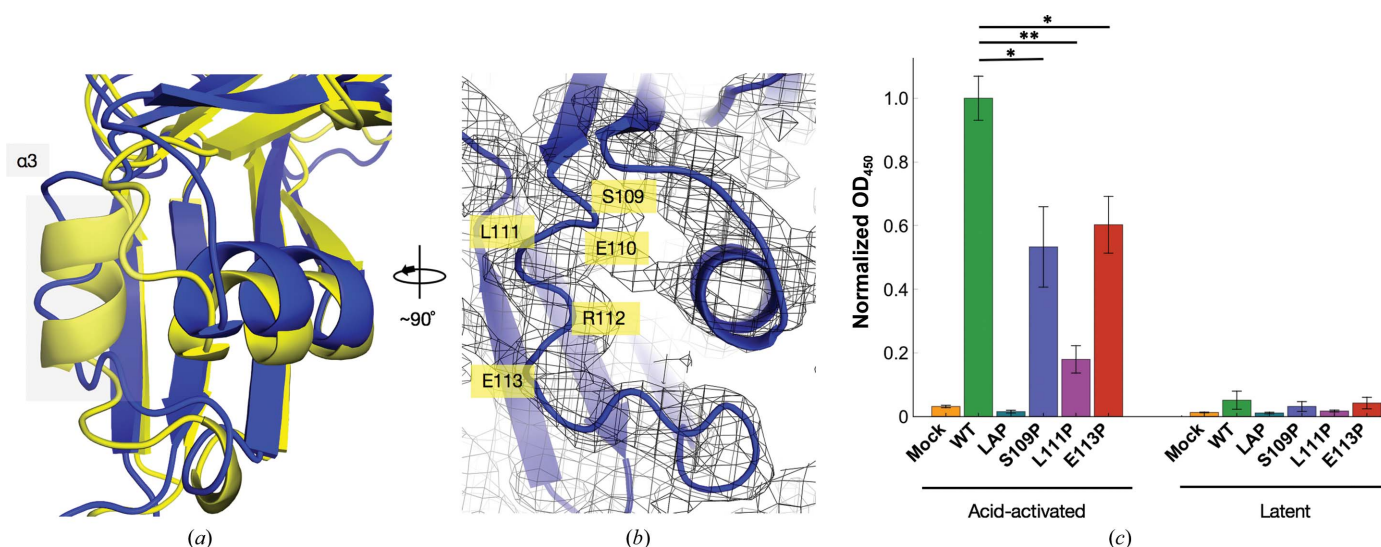 α3
(a)
~90°
S109
L111
E110
R112
E113
(b)
*
**
*
Normalized OD450
1.0
0.8
0.6
0.4
0.2
0
Mock
WT
LAP
S109P
L111P
E113P
Mock
WT
LAP
S109P
L111P
E113P
Acid-activated
Latent
(c)